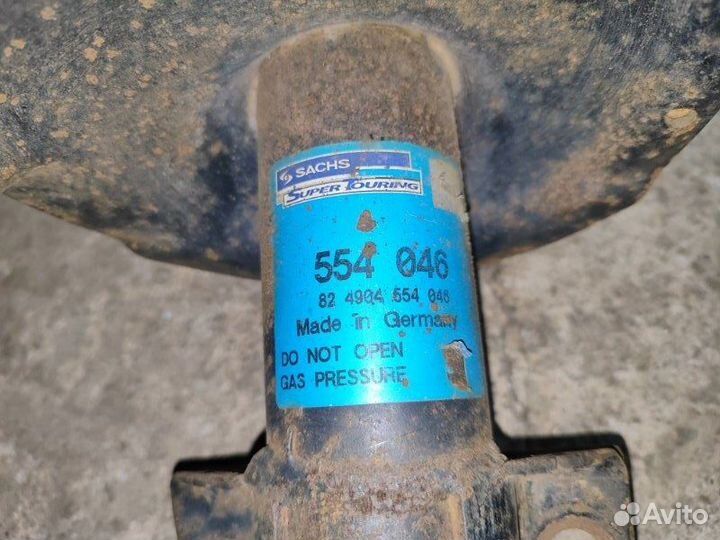 SACHS
SUPER TOURING
554 046
82 4904 554 046
Made in Germany
DO NOT OPEN
GAS PRESSURE
Avito